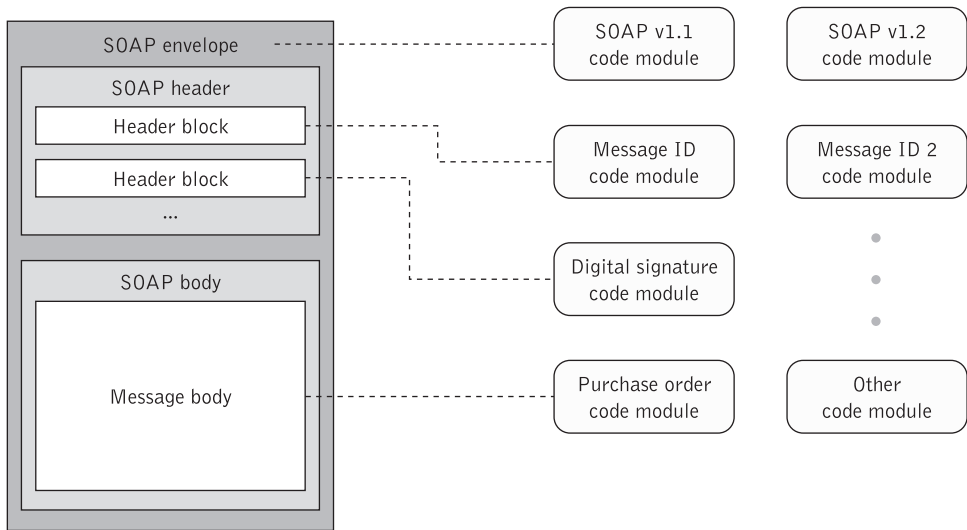 SOAP envelope
SOAP header
Header block
Header block
...
SOAP body
Message body
SOAP v1.1
code module
SOAP v1.2
code module
Message ID
code module
Message ID 2
code module
Digital signature
code module
Purchase order
code module
Other
code module